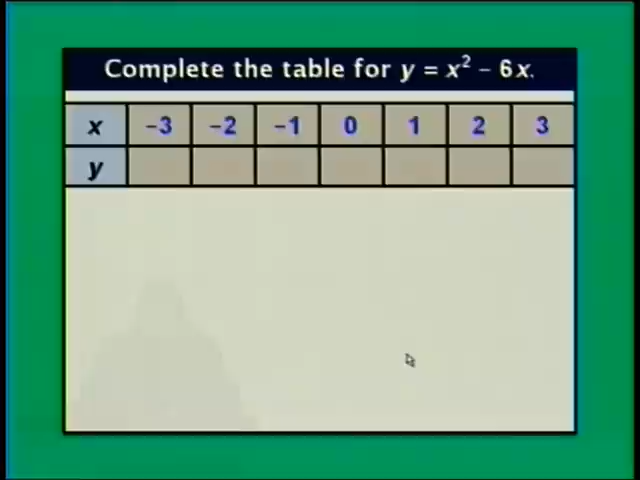 Complete the table for y = x² – 6x.
x –3 –2 –1 0 1 2 3
y